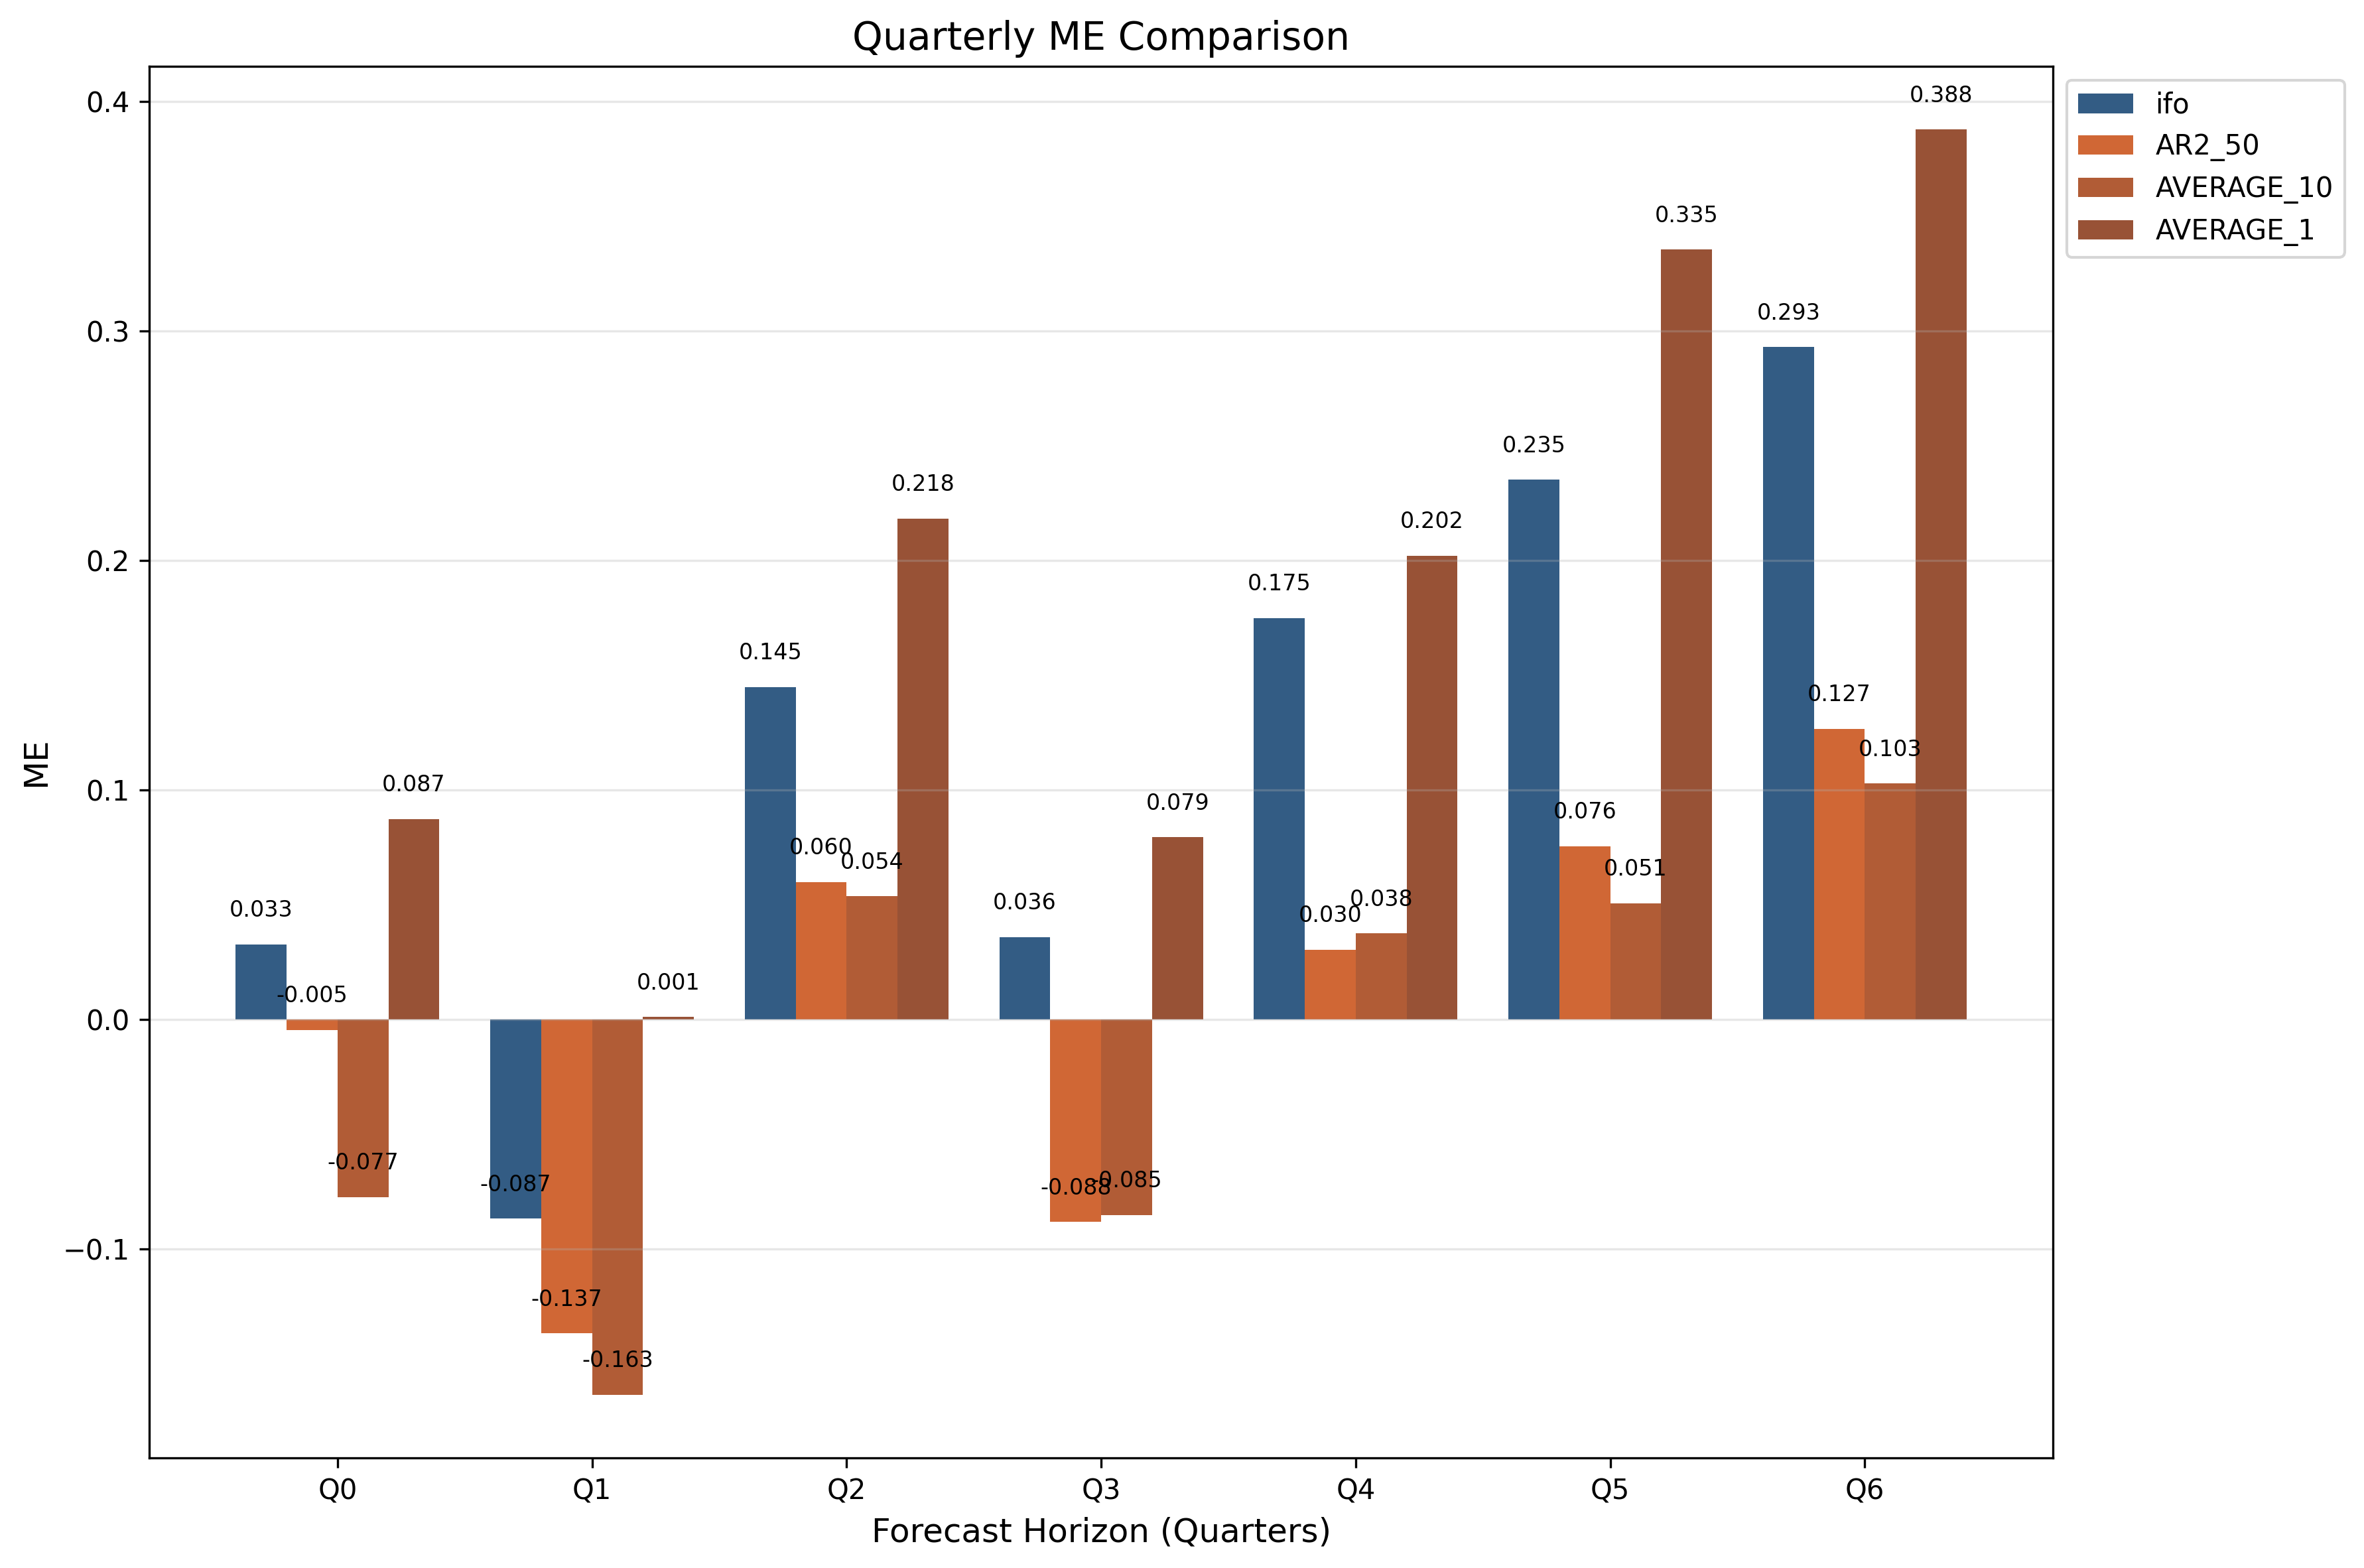 Quarterly ME Comparison
ME
0.4
0.3
0.2
0.1
0.0
−0.1
0.033
-0.005
-0.077
0.087
-0.087
-0.137
-0.163
0.001
0.145
0.060
0.054
0.218
0.036
-0.088
-0.085
0.079
0.175
0.030
0.038
0.202
0.235
0.076
0.051
0.335
0.293
0.127
0.103
0.388
Q0
Q1
Q2
Q3
Q4
Q5
Q6
Forecast Horizon (Quarters)
ifo
AR2_50
AVERAGE_10
AVERAGE_1